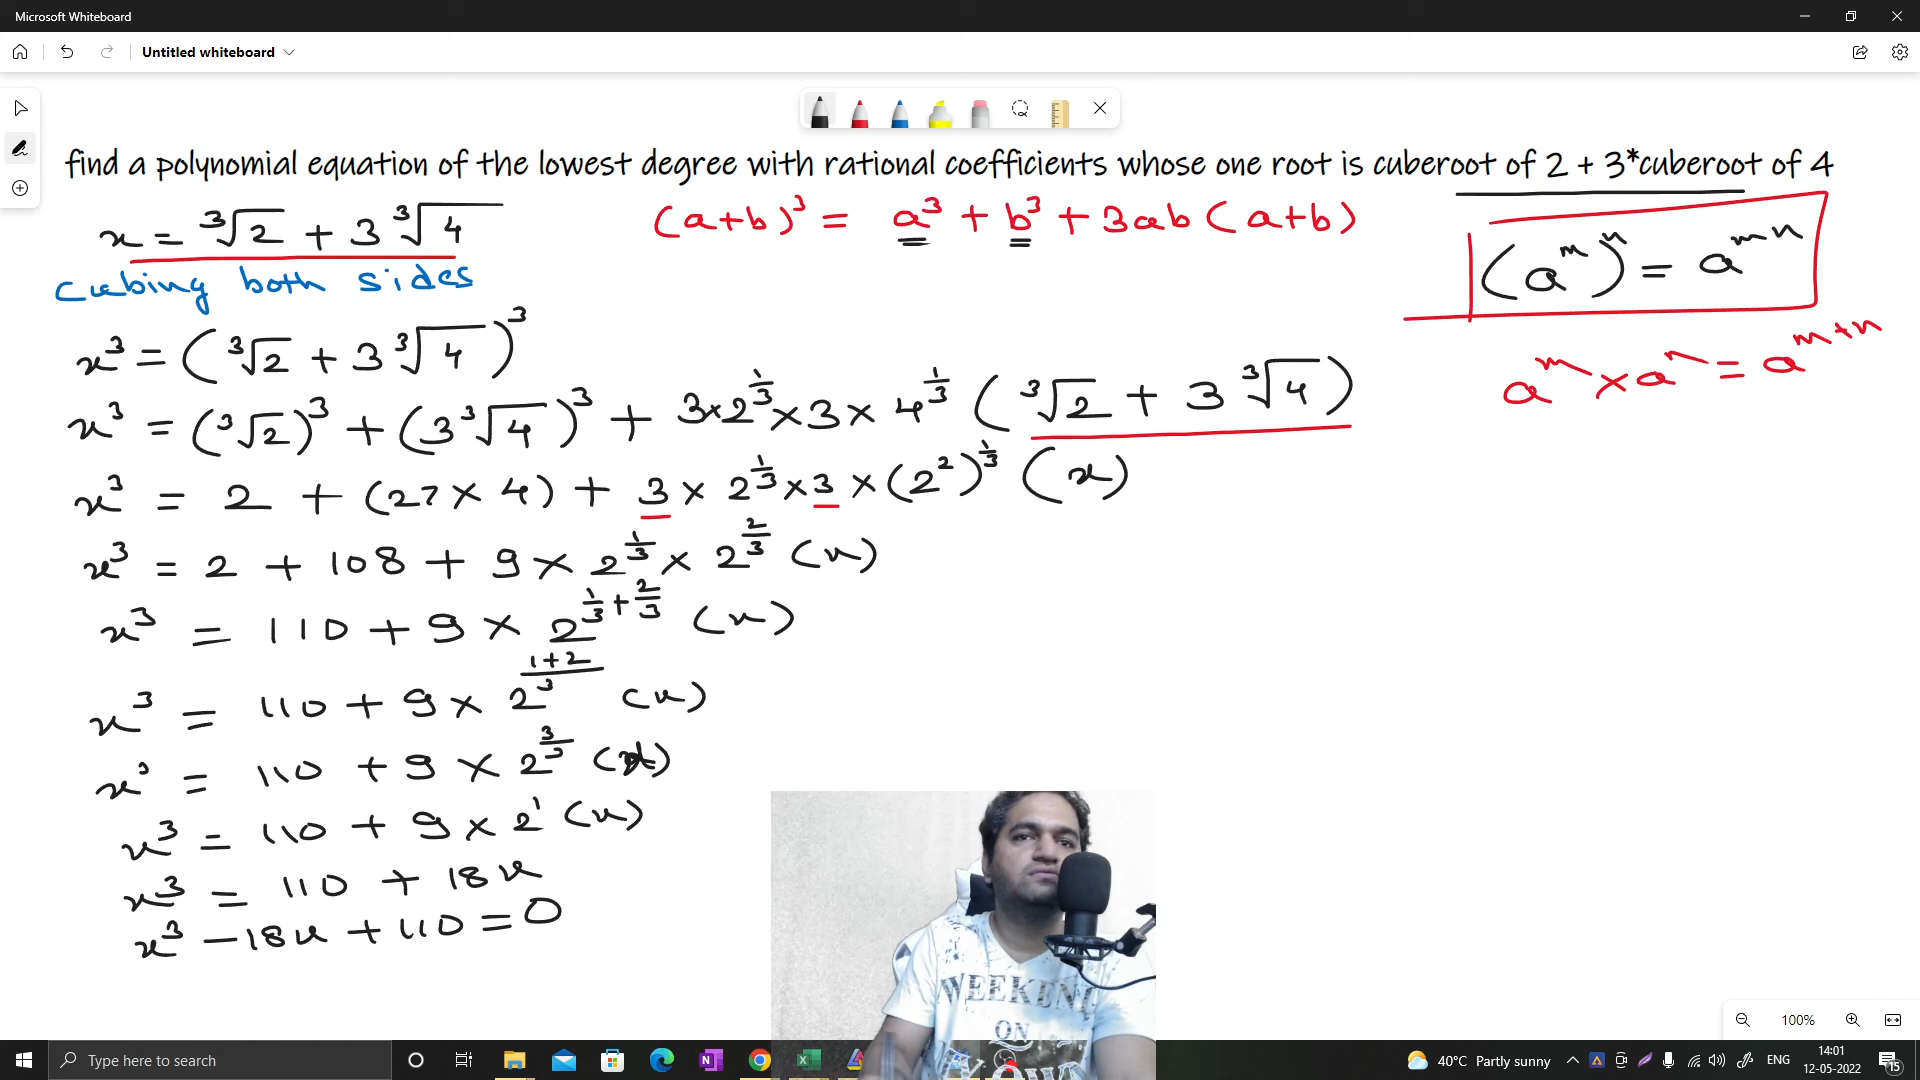 Microsoft Whiteboard
Untitled whiteboard
find a polynomial equation of the lowest degree with rational coefficients whose one root is cuberoot of 2 + 3*cuberoot of 4
x = ∛2 + 3∛4
(a+b)³ = a³ + b³ + 3ab(a+b)
(a^m)^n = a^mn
cubing both sides
x³ = (∛2 + 3∛4)³
a^m × a^n = a^m+n
x³ = (∛2)³ + (3∛4)³ + 3×2^1/3 × 3 × 4^1/3 (∛2 + 3∛4)
x³ = 2 + (27 × 4) + 3 × 2^1/3 × 3 × (2²)^1/3 (x)
x³ = 2 + 108 + 9 × 2^1/3 × 2^2/3 (x)
x³ = 110 + 9 × 2^1/3+2/3 (x)
x³ = 110 + 9 × 2^(1+2)/3 (x)
x³ = 110 + 9 × 2^3/3 (x)
x³ = 110 + 9 × 2¹ (x)
x³ = 110 + 18x
x³ − 18x + 110 = 0
WEEKEND
ON
100%
Type here to search
40°C Partly sunny
ENG
14:01
12-05-2022
15